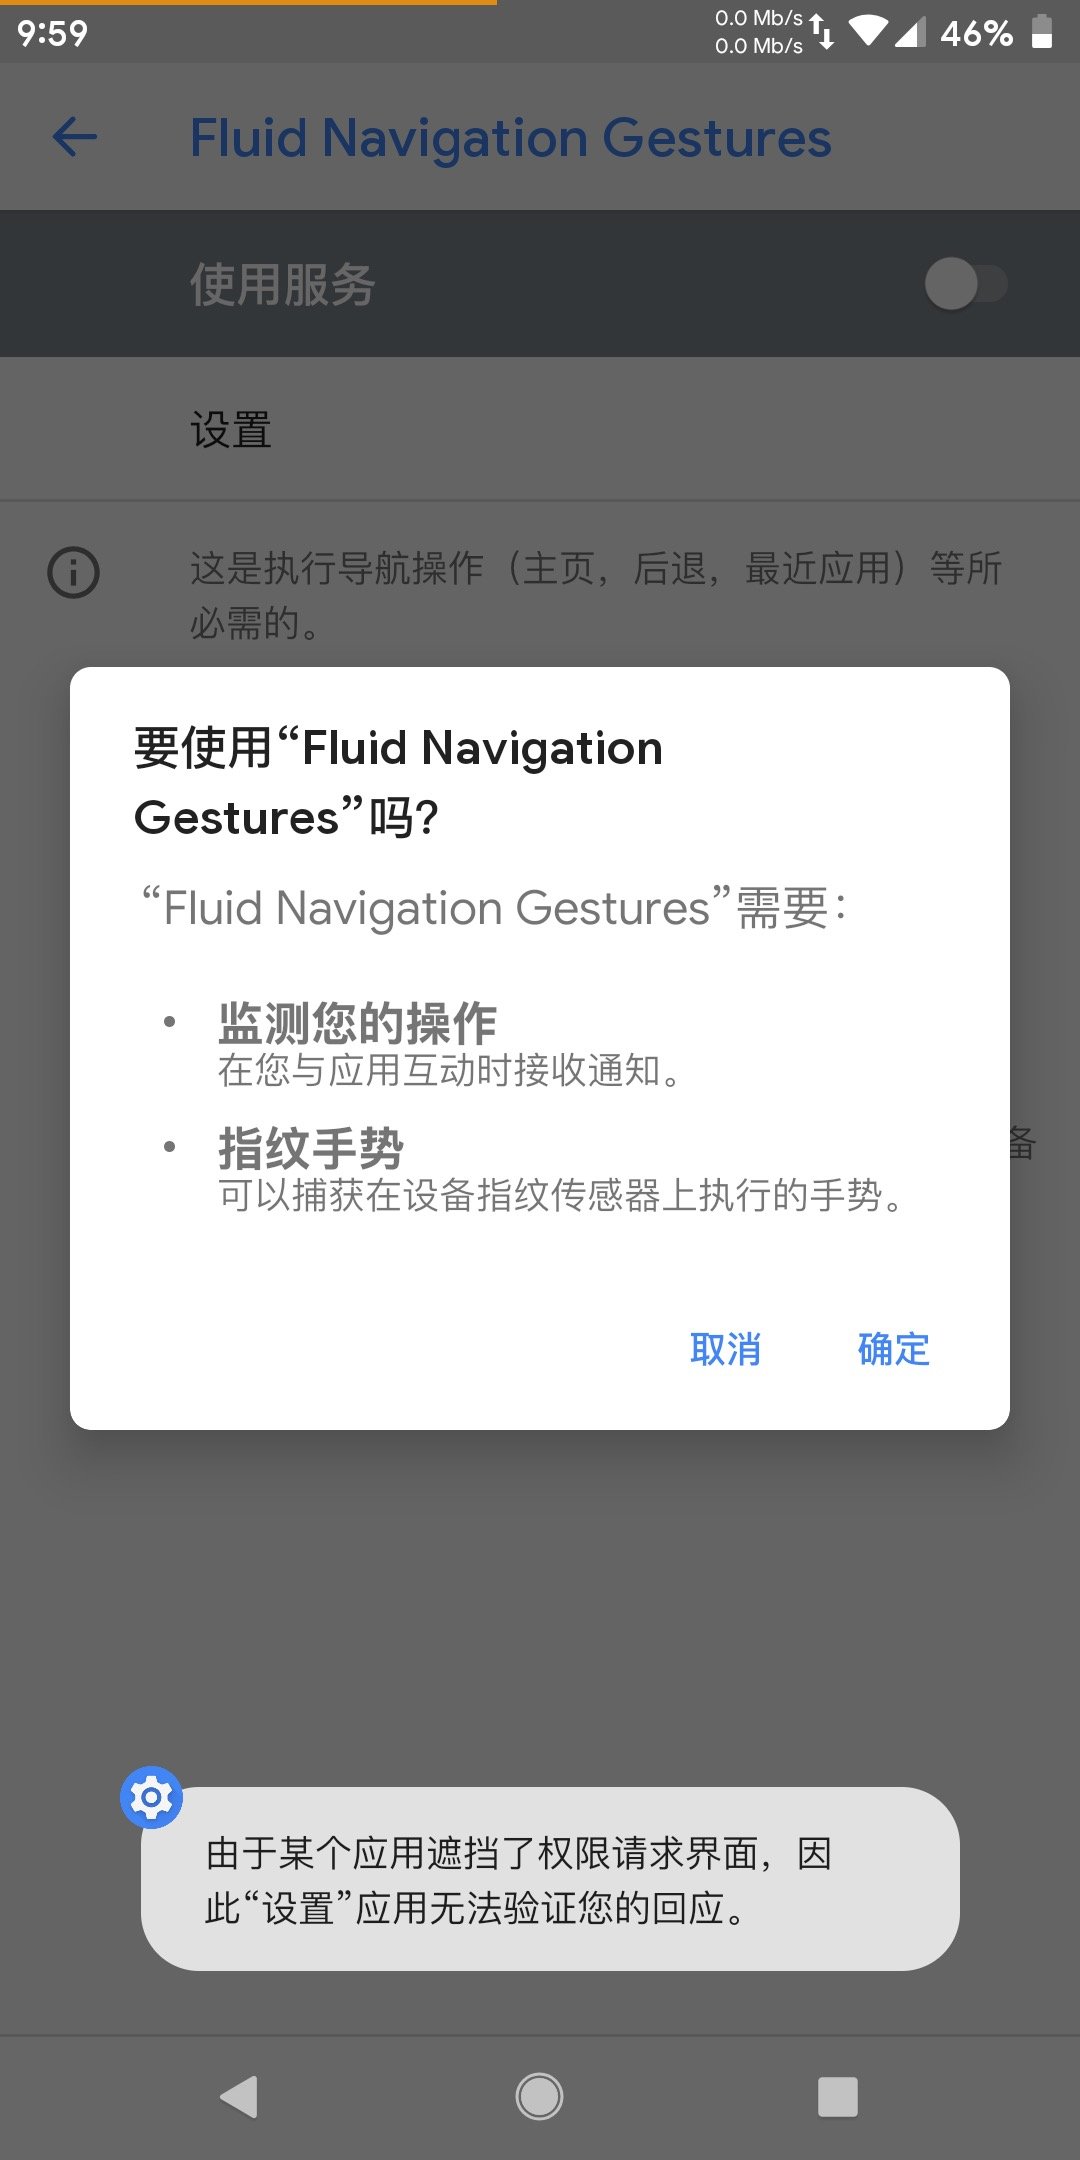 9:59
0.0 Mb/s
0.0 Mb/s
46%
Fluid Navigation Gestures
使用服务
设置
这是执行导航操作（主页，后退，最近应用）等所
必需的。
要使用“Fluid Navigation
Gestures”吗？
“Fluid Navigation Gestures”需要：
• 监测您的操作
在您与应用互动时接收通知。
• 指纹手势
备
可以捕获在设备指纹传感器上执行的手势。
取消
确定
由于某个应用遮挡了权限请求界面，因
此“设置”应用无法验证您的回应。